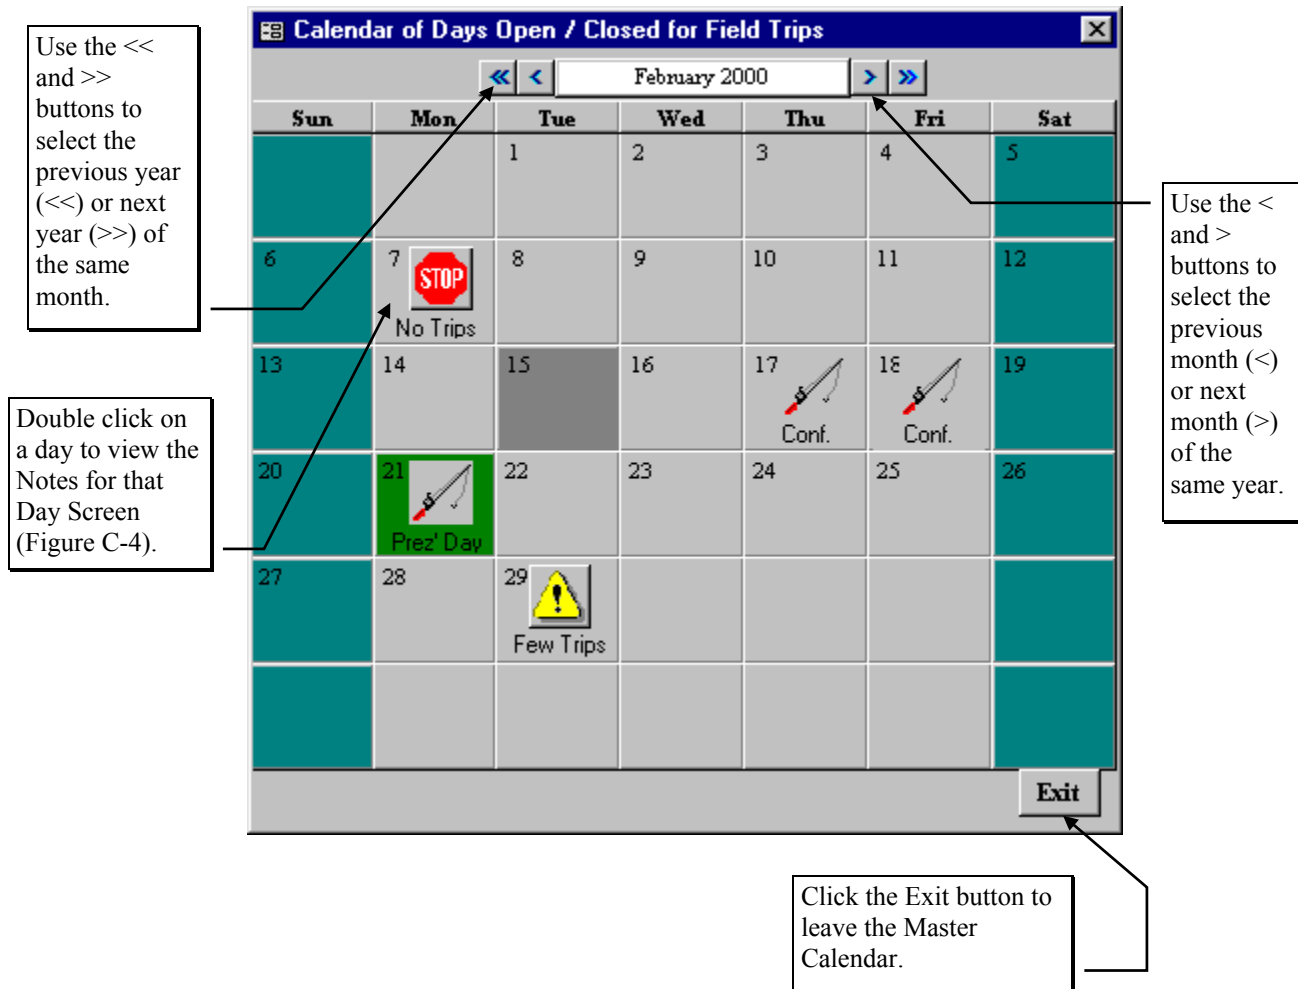 Calendar of Days Open / Closed for Field Trips
« < February 2000 > »
Sun Mon Tue Wed Thu Fri Sat
1 2 3 4 5
6 7 8 9 10 11 12
STOP
No Trips
13 14 15 16 17 18 19
Conf. Conf.
20 21 22 23 24 25 26
Prez' Day
27 28 29
Few Trips
Exit
Use the <<
and >>
buttons to
select the
previous year
(<<) or next
year (>>) of
the same
month.
Double click on
a day to view the
Notes for that
Day Screen
(Figure C-4).
Use the <
and >
buttons to
select the
previous
month (<)
or next
month (>)
of the
same year.
Click the Exit button to
leave the Master
Calendar.